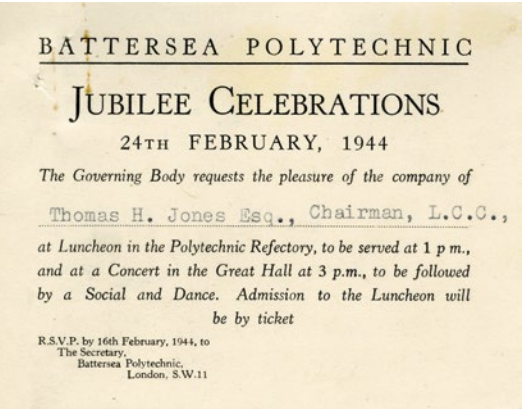 BATTERSEA POLYTECHNIC
JUBILEE CELEBRATIONS
24TH FEBRUARY, 1944
The Governing Body requests the pleasure of the company of
Thomas H. Jones Esq., Chairman, L.C.C.,
at Luncheon in the Polytechnic Refectory, to be served at 1 p m.,
and at a Concert in the Great Hall at 3 p.m., to be followed
by a Social and Dance. Admission to the Luncheon will
be by ticket
R.S.V.P. by 16th February, 1944, to
The Secretary,
Battersea Polytechnic,
London, S.W.11